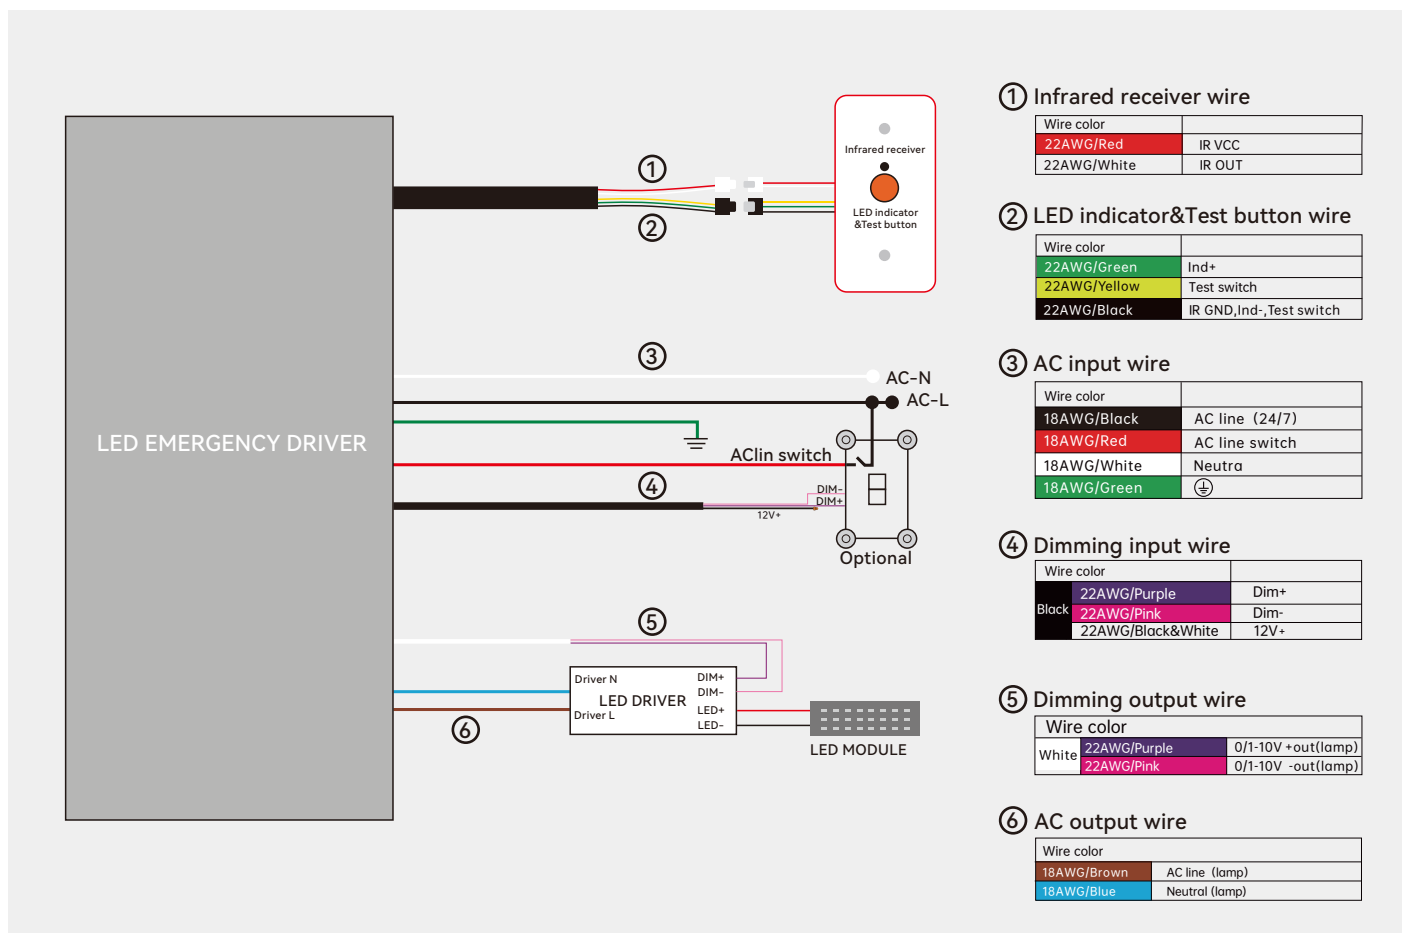 LED EMERGENCY DRIVER
①
②
Infrared receiver
LED indicator
&Test button
③
AC-N
AC-L
AClin switch
④
DIM-
DIM+
12V+
Optional
⑤
Driver N
DIM+
DIM-
LED DRIVER
Driver L
LED+
LED-
⑥
LED MODULE
① Infrared receiver wire
Wire color
22AWG/Red IR VCC
22AWG/White IR OUT
② LED indicator&Test button wire
Wire color
22AWG/Green Ind+
22AWG/Yellow Test switch
22AWG/Black IR GND,Ind-,Test switch
③ AC input wire
Wire color
18AWG/Black AC line (24/7)
18AWG/Red AC line switch
18AWG/White Neutra
18AWG/Green
④ Dimming input wire
Wire color
Black
22AWG/Purple Dim+
22AWG/Pink Dim-
22AWG/Black&White 12V+
⑤ Dimming output wire
Wire color
White
22AWG/Purple 0/1-10V +out(lamp)
22AWG/Pink 0/1-10V -out(lamp)
⑥ AC output wire
Wire color
18AWG/Brown AC line (lamp)
18AWG/Blue Neutral (lamp)